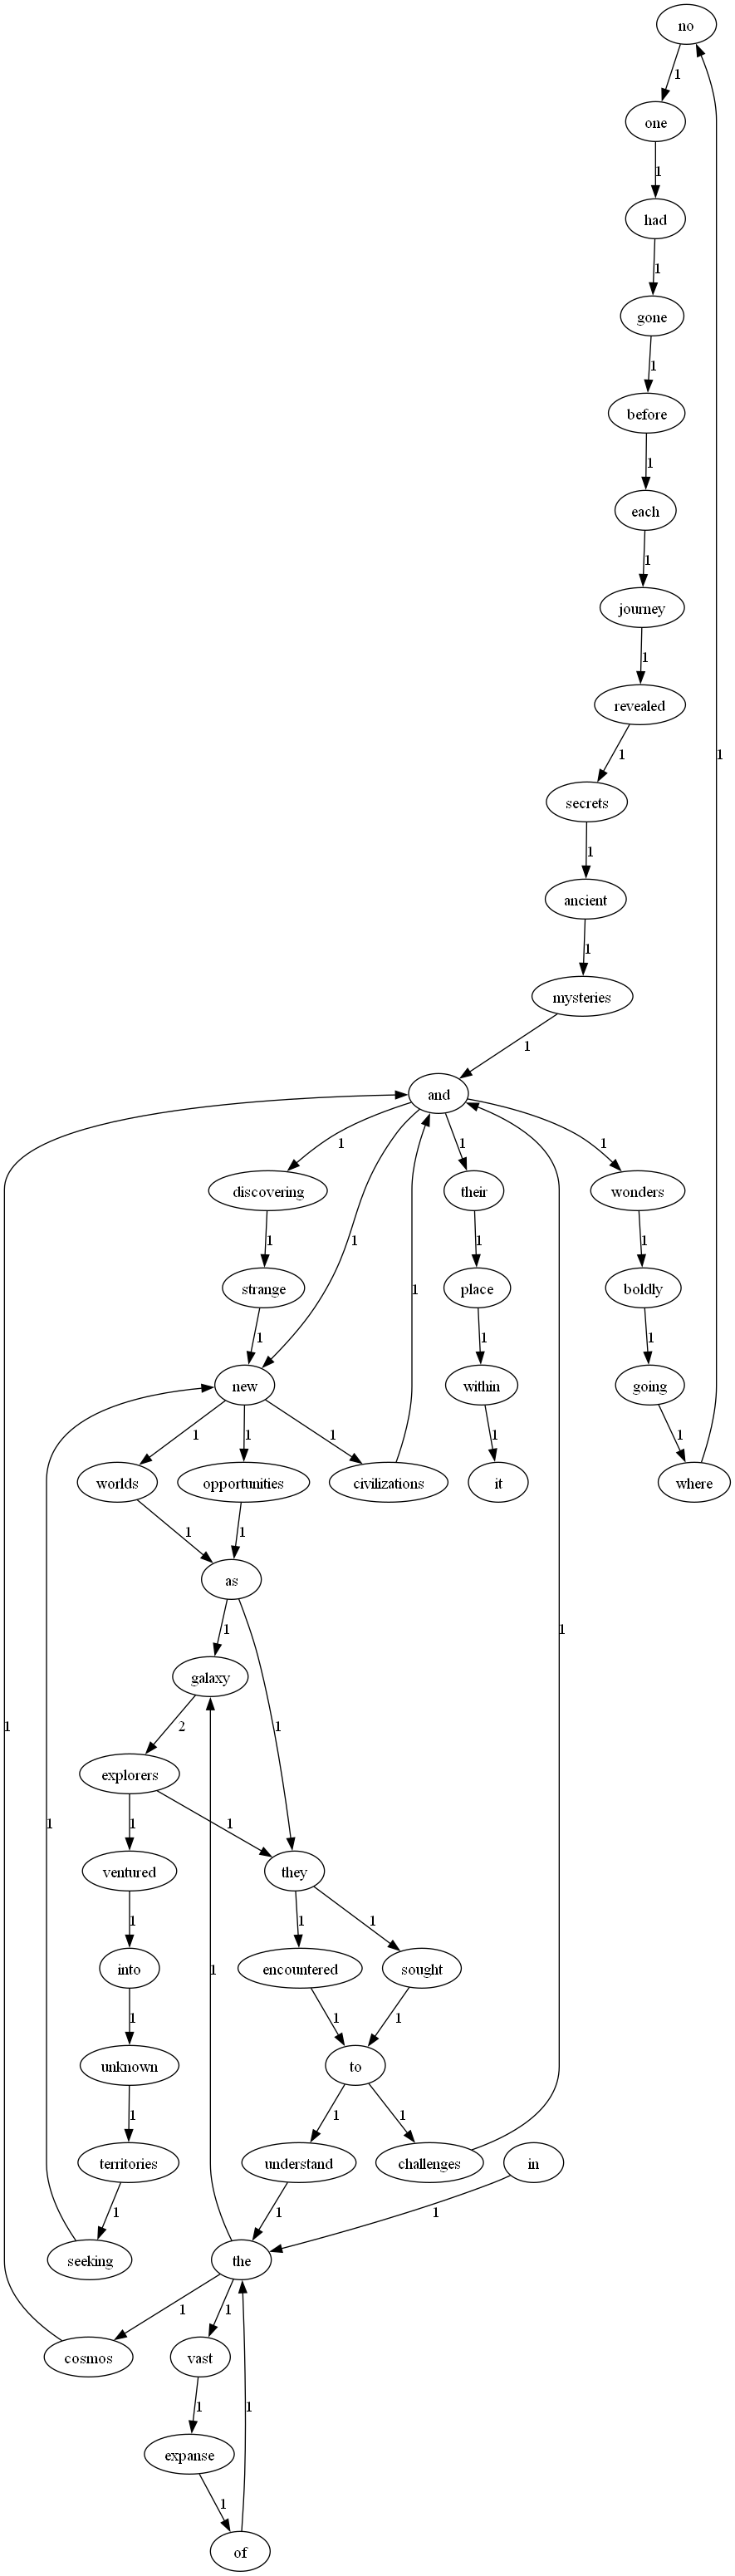 no
1
one
1
had
1
gone
1
before
1
each
1
journey
1
revealed
1
secrets
1
ancient
1
mysteries
1
and
1 1 1
discovering their wonders
1 1 1 1
strange place boldly
1 1 1 1
new within going
1 1 1 1 1
worlds opportunities civilizations it where
1 1
as
1 1
galaxy
2 1 1
explorers
1 1 1
ventured they
1 1 1
into encountered sought
1 1 1 1
unknown to
1 1 1
territories understand challenges in
1 1 1
seeking the
1 1
cosmos vast
1 1
expanse
1
of